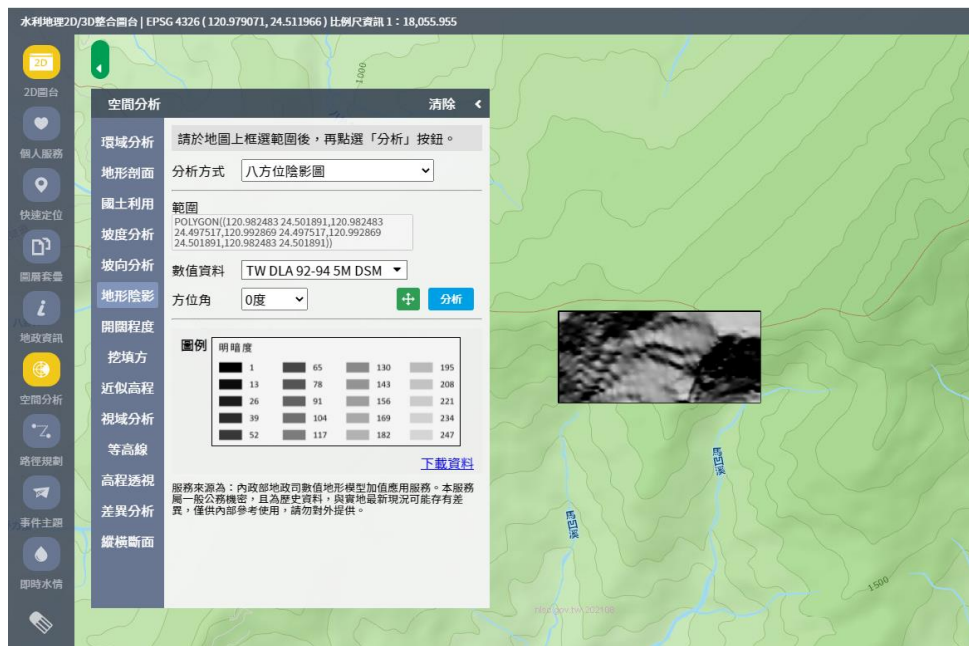 水利地理2D/3D整合圖台 | EPSG 4326 ( 120.979071, 24.511966 ) 比例尺資訊 1 : 18,055.955
2D
2D圖台
個人服務
快速定位
圖層套疊
地政資訊
空間分析
路徑規劃
事件主題
即時水情
空間分析
清除
環域分析
地形剖面
國土利用
坡度分析
坡向分析
地形陰影
開闊程度
挖填方
近似高程
視域分析
等高線
高程透視
差異分析
縱橫斷面
請於地圖上框選範圍後，再點選「分析」按鈕。
分析方式 八方位陰影圖
範圍
POLYGON((120.982483 24.501891,120.982483
24.497517,120.992869 24.497517,120.992869
24.501891,120.982483 24.501891))
數值資料 TW DLA 92-94 5M DSM
方位角 0度 分析
圖例 明暗度
1 65 130 195
13 78 143 208
26 91 156 221
39 104 169 234
52 117 182 247
下載資料
服務來源為：內政部地政司數值地形模型加值應用服務。本服務
屬一般公務機密，且為歷史資料，與實地最新現況可能存有差
異，僅供內部參考使用，請勿對外提供。
1000
馬凹溪
馬凹溪
1500